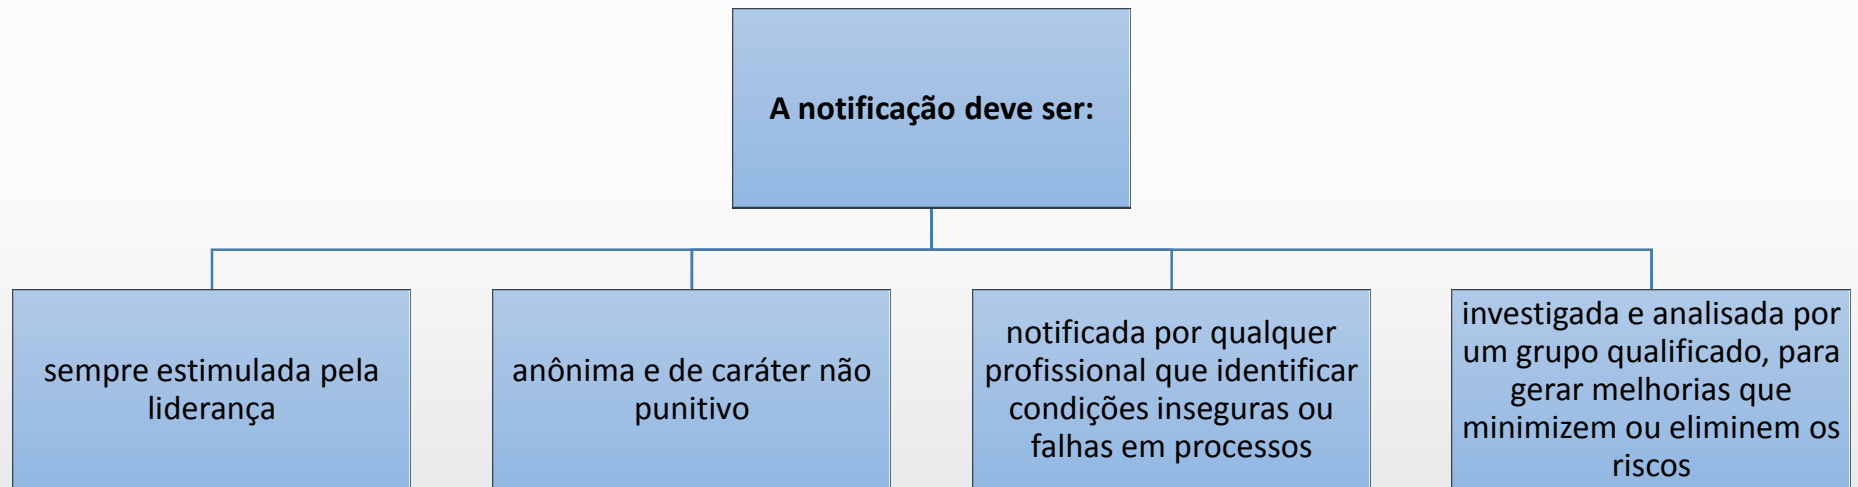 A notificação deve ser:
sempre estimulada pela
liderança
anônima e de caráter não
punitivo
notificada por qualquer
profissional que identificar
condições inseguras ou
falhas em processos
investigada e analisada por
um grupo qualificado, para
gerar melhorias que
minimizem ou eliminem os
riscos